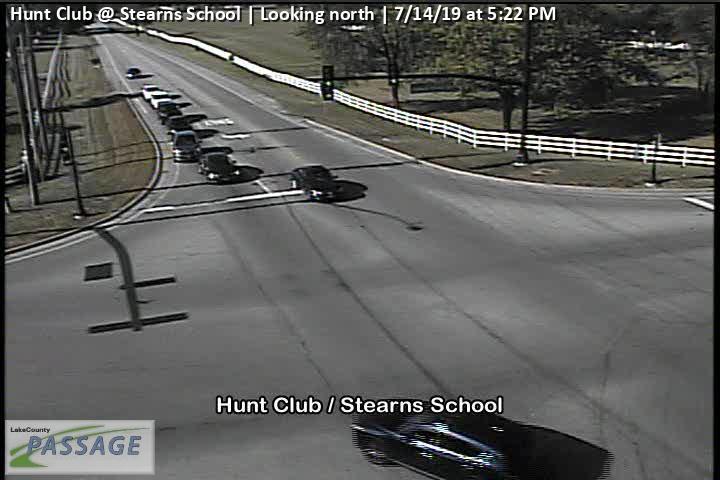 Hunt Club @ Stearns School | Looking north | 7/14/19 at 5:22 PM
Hunt Club / Stearns School
LakeCounty
PASSAGE